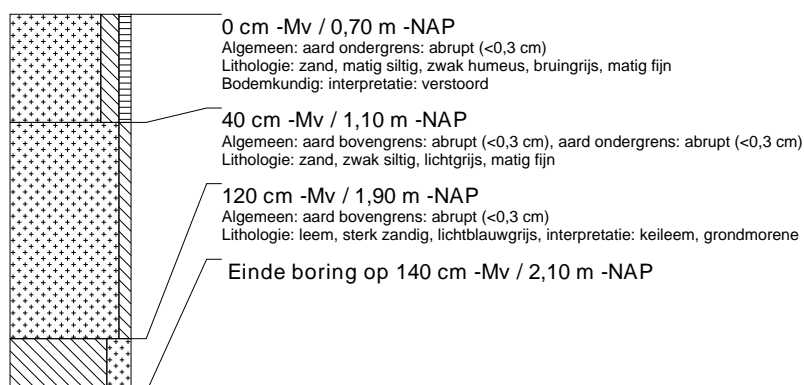 0 cm -Mv / 0,70 m -NAP
Algemeen: aard ondergrens: abrupt (<0,3 cm)
Lithologie: zand, matig siltig, zwak humeus, bruingrijs, matig fijn
Bodemkundig: interpretatie: verstoord
40 cm -Mv / 1,10 m -NAP
Algemeen: aard bovengrens: abrupt (<0,3 cm), aard ondergrens: abrupt (<0,3 cm)
Lithologie: zand, zwak siltig, lichtgrijs, matig fijn
120 cm -Mv / 1,90 m -NAP
Algemeen: aard bovengrens: abrupt (<0,3 cm)
Lithologie: leem, sterk zandig, lichtblauwgrijs, interpretatie: keileem, grondmorene
Einde boring op 140 cm -Mv / 2,10 m -NAP